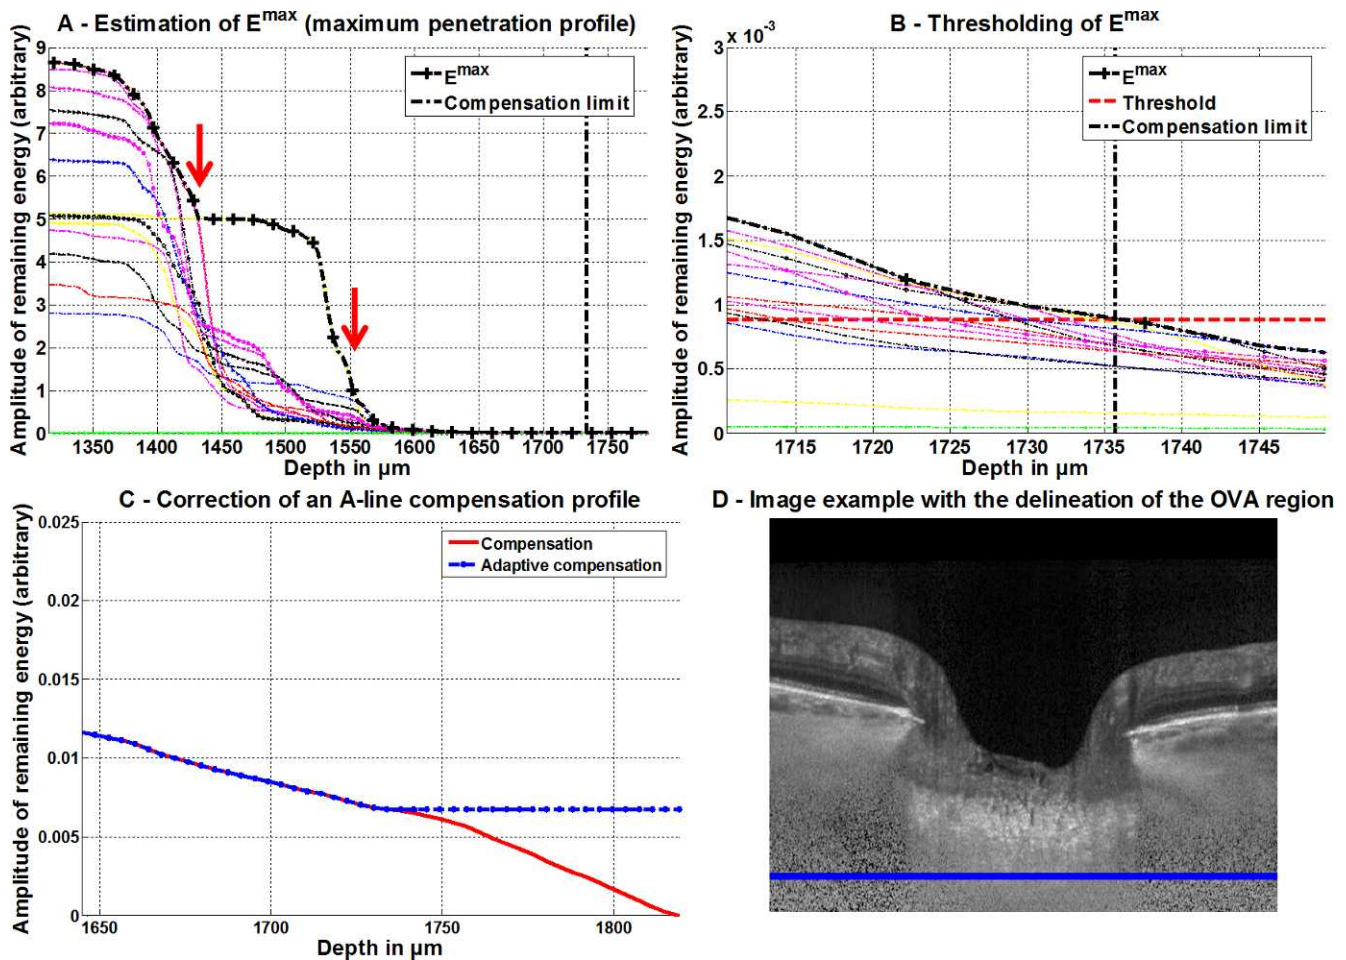 A - Estimation of E^max (maximum penetration profile)
Amplitude of remaining energy (arbitrary)
9
8
7
6
5
4
3
2
1
0
E^max
Compensation limit
1350 1400 1450 1500 1550 1600 1650 1700 1750
Depth in µm
B - Thresholding of E^max
x 10^-3
Amplitude of remaining energy (arbitrary)
3
2.5
2
1.5
1
0.5
0
E^max
Threshold
Compensation limit
1715 1720 1725 1730 1735 1740 1745
Depth in µm
C - Correction of an A-line compensation profile
Amplitude of remaining energy (arbitrary)
0.025
0.02
0.015
0.01
0.005
0
Compensation
Adaptive compensation
1650 1700 1750 1800
Depth in µm
D - Image example with the delineation of the OVA region